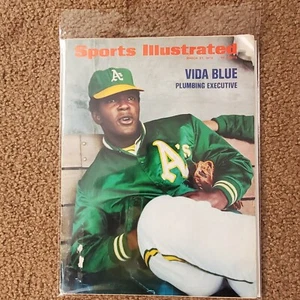 Sports Illustrated
VIDA BLUE
PLUMBING EXECUTIVE
A's
A's